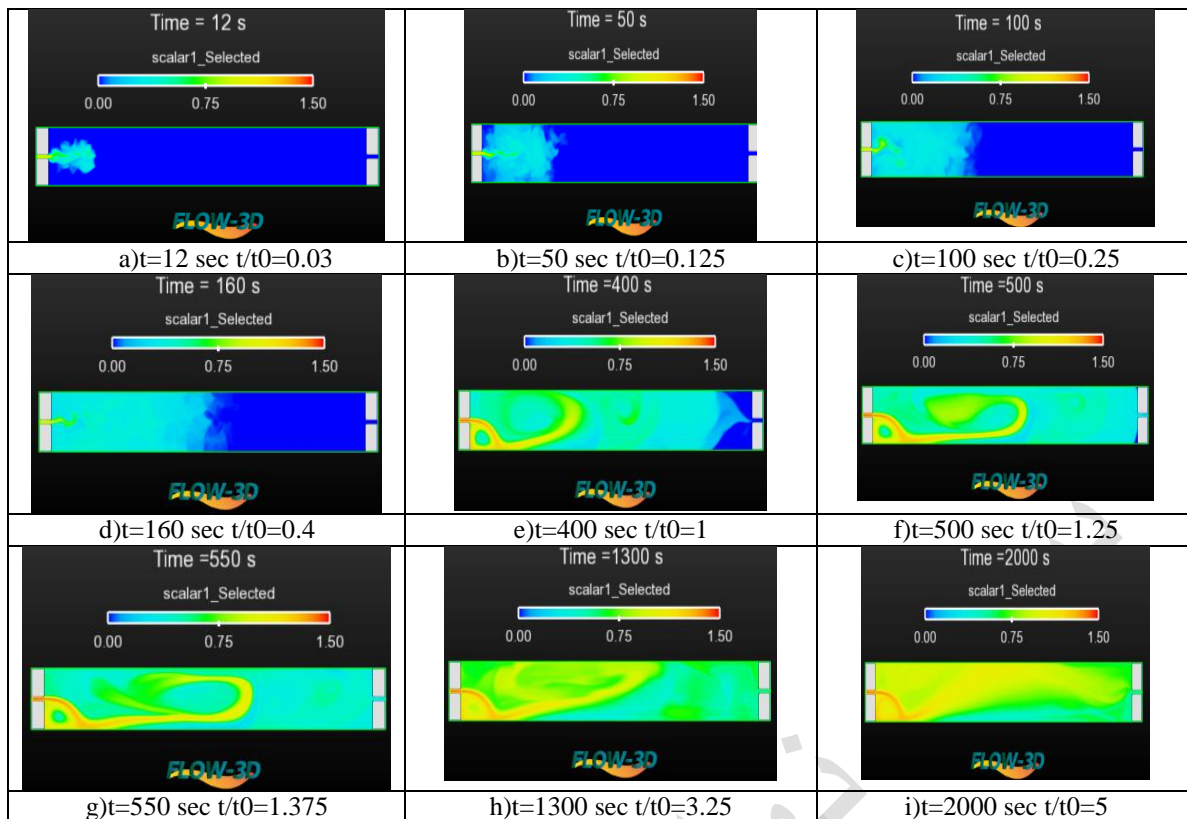 Time = 12 s
scalar1_Selected
0.00 0.75 1.50
FLOW-3D
a)t=12 sec t/t0=0.03
Time = 50 s
scalar1_Selected
0.00 0.75 1.50
FLOW-3D
b)t=50 sec t/t0=0.125
Time = 100 s
scalar1_Selected
0.00 0.75 1.50
FLOW-3D
c)t=100 sec t/t0=0.25
Time = 160 s
scalar1_Selected
0.00 0.75 1.50
FLOW-3D
d)t=160 sec t/t0=0.4
Time =400 s
scalar1_Selected
0.00 0.75 1.50
FLOW-3D
e)t=400 sec t/t0=1
Time =500 s
scalar1_Selected
0.00 0.75 1.50
FLOW-3D
f)t=500 sec t/t0=1.25
Time =550 s
scalar1_Selected
0.00 0.75 1.50
FLOW-3D
g)t=550 sec t/t0=1.375
Time =1300 s
scalar1_Selected
0.00 0.75 1.50
FLOW-3D
h)t=1300 sec t/t0=3.25
Time =2000 s
scalar1_Selected
0.00 0.75 1.50
FLOW-3D
i)t=2000 sec t/t0=5